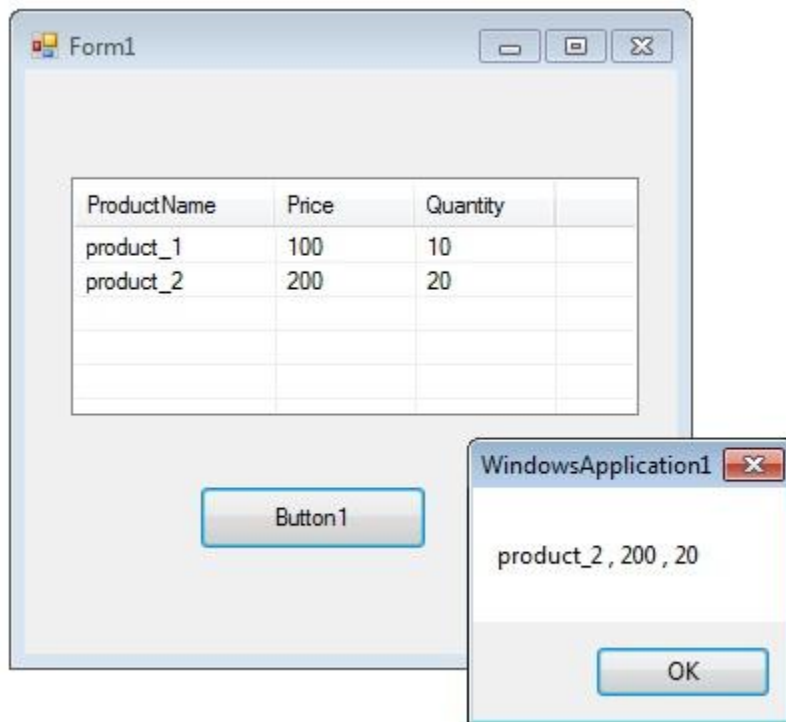 Form1
ProductName Price Quantity
product_1 100 10
product_2 200 20
Button1
WindowsApplication1
product_2 , 200 , 20
OK